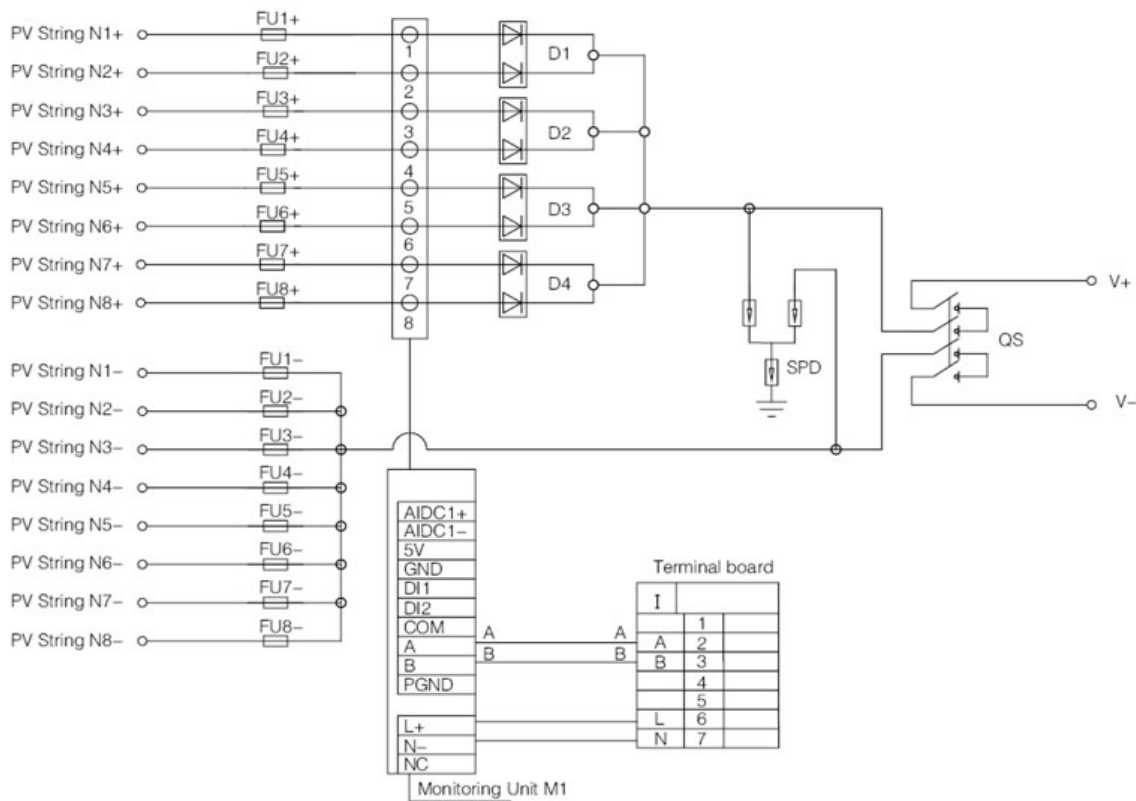 PV String N1+ FU1+
PV String N2+ FU2+
PV String N3+ FU3+
PV String N4+ FU4+
PV String N5+ FU5+
PV String N6+ FU6+
PV String N7+ FU7+
PV String N8+ FU8+
1
2
3
4
5
6
7
8
D1
D2
D3
D4
SPD
QS
V+
V−
PV String N1− FU1−
PV String N2− FU2−
PV String N3− FU3−
PV String N4− FU4−
PV String N5− FU5−
PV String N6− FU6−
PV String N7− FU7−
PV String N8− FU8−
AIDC1+
AIDC1−
5V
GND
DI1
DI2
COM
A
B
PGND
L+
N−
NC
Monitoring Unit M1
A A
B B
Terminal board
I
1
A 2
B 3
4
5
L 6
N 7